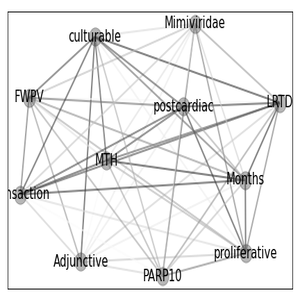 Mimiviridae
culturable
FWPV
postcardiac
LRTD
MTH
Months
nsaction
Adjunctive
PARP10
proliferative